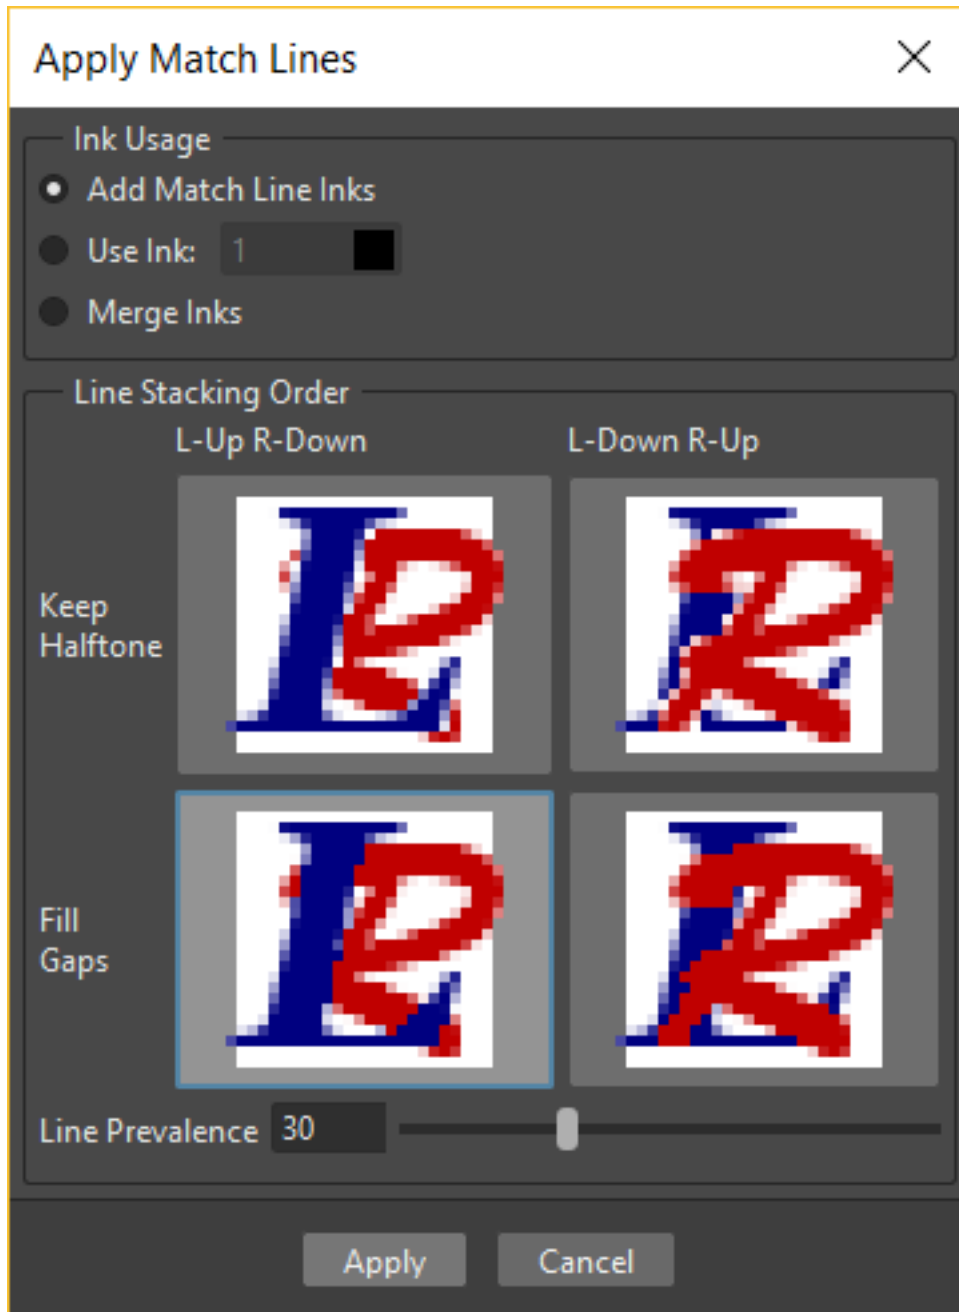 Apply Match Lines
Ink Usage
Add Match Line Inks
Use Ink: 1
Merge Inks
Line Stacking Order
L-Up R-Down L-Down R-Up
Keep
Halftone
L R
L R
Fill
Gaps
L R
L R
Line Prevalence 30
Apply Cancel